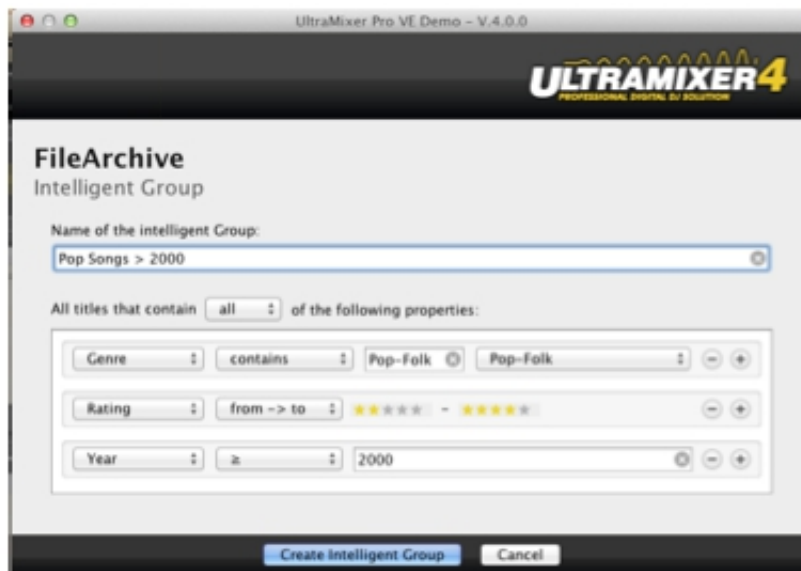 UltraMixer Pro VE Demo – V.4.0.0
ULTRAMIXER4
PROFESSIONAL DIGITAL DJ SOLUTION
FileArchive
Intelligent Group
Name of the intelligent Group:
Pop Songs > 2000
All titles that contain all of the following properties:
Genre contains Pop-Folk Pop-Folk
Rating from -> to -
Year ≥ 2000
Create Intelligent Group Cancel